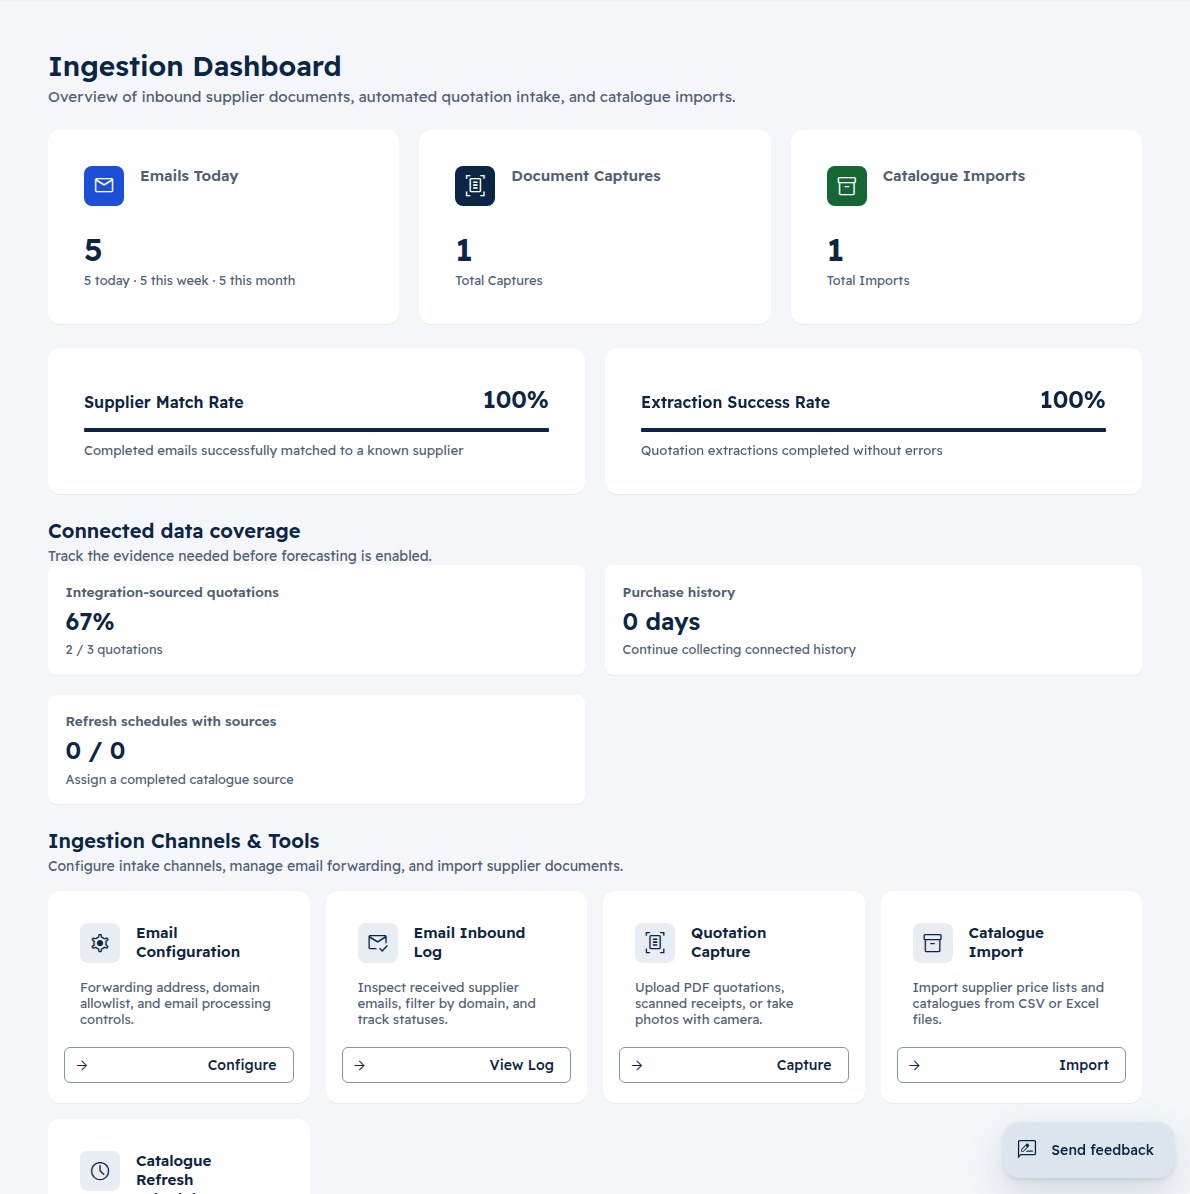 Ingestion Dashboard
Overview of inbound supplier documents, automated quotation intake, and catalogue imports.
Emails Today
5
5 today · 5 this week · 5 this month
Document Captures
1
Total Captures
Catalogue Imports
1
Total Imports
Supplier Match Rate
100%
Completed emails successfully matched to a known supplier
Extraction Success Rate
100%
Quotation extractions completed without errors
Connected data coverage
Track the evidence needed before forecasting is enabled.
Integration-sourced quotations
67%
2 / 3 quotations
Purchase history
0 days
Continue collecting connected history
Refresh schedules with sources
0 / 0
Assign a completed catalogue source
Ingestion Channels & Tools
Configure intake channels, manage email forwarding, and import supplier documents.
Email
Configuration
Forwarding address, domain
allowlist, and email processing
controls.
Configure
Email Inbound
Log
Inspect received supplier
emails, filter by domain, and
track statuses.
View Log
Quotation
Capture
Upload PDF quotations,
scanned receipts, or take
photos with camera.
Capture
Catalogue
Import
Import supplier price lists and
catalogues from CSV or Excel
files.
Import
Catalogue
Refresh
Send feedback